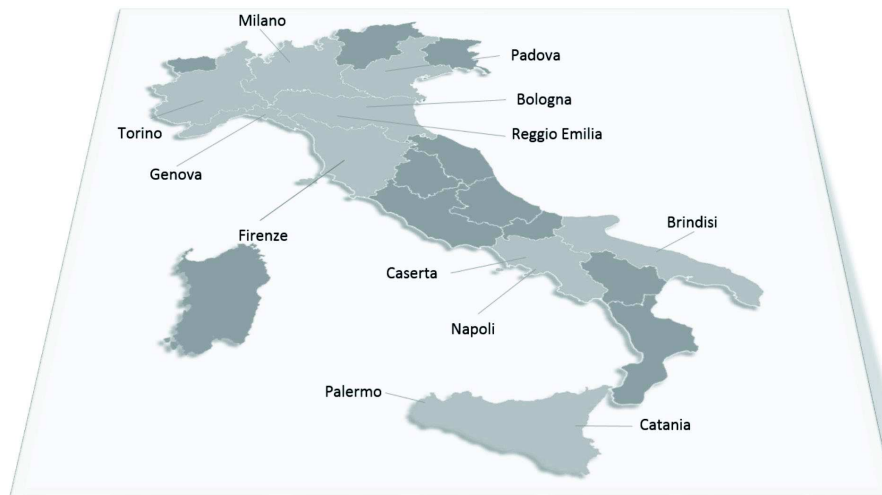 Milano
Padova
Bologna
Torino
Reggio Emilia
Genova
Firenze
Brindisi
Caserta
Napoli
Palermo
Catania